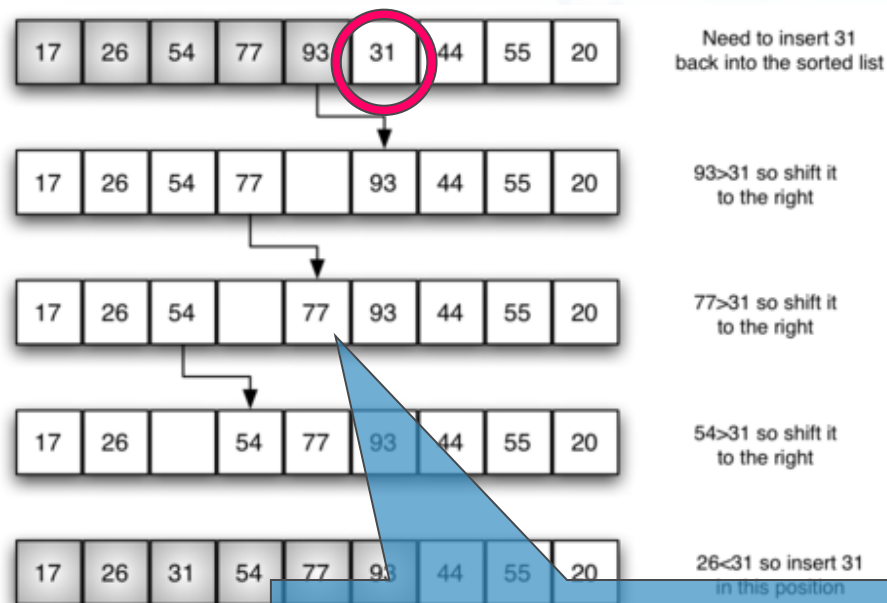 17 26 54 77 93 31 44 55 20
Need to insert 31
back into the sorted list
17 26 54 77 93 44 55 20
93>31 so shift it
to the right
17 26 54 77 93 44 55 20
77>31 so shift it
to the right
17 26 54 77 93 44 55 20
54>31 so shift it
to the right
17 26 31 54 77 93 44 55 20
26<31 so insert 31
in this position